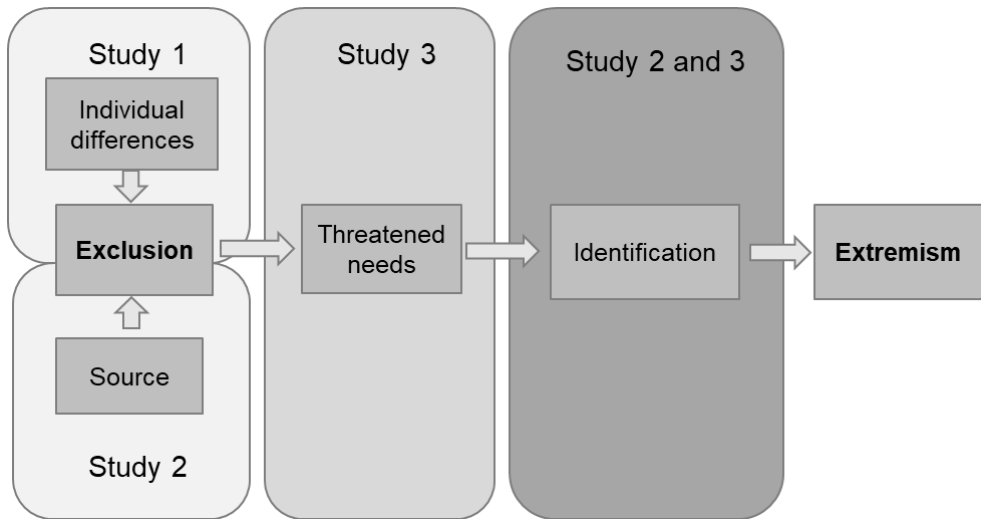 Study 1
Individual
differences
Exclusion
Source
Study 2
Study 3
Threatened
needs
Study 2 and 3
Identification
Extremism